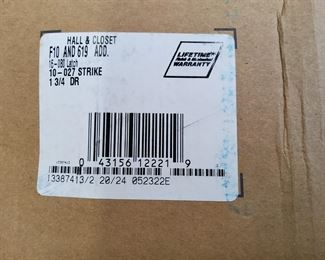 HALL & CLOSET
F10 AND 619 ADD.
16-080 Latch
10-027 STRIKE
1 3/4 DR
LIFETIME
WARRANTY
0 43156 12221 9
13387413/2 20/24 052322E